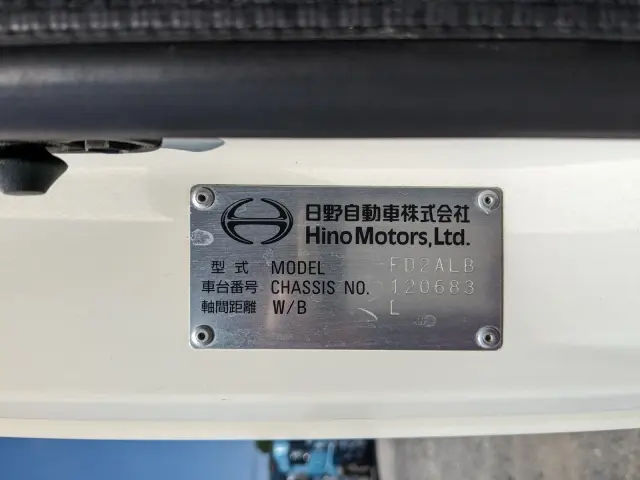 日野自動車株式会社
Hino Motors, Ltd.
型式 MODEL FD2ALB
車台番号 CHASSIS NO. 120683
軸間距離 W/B L